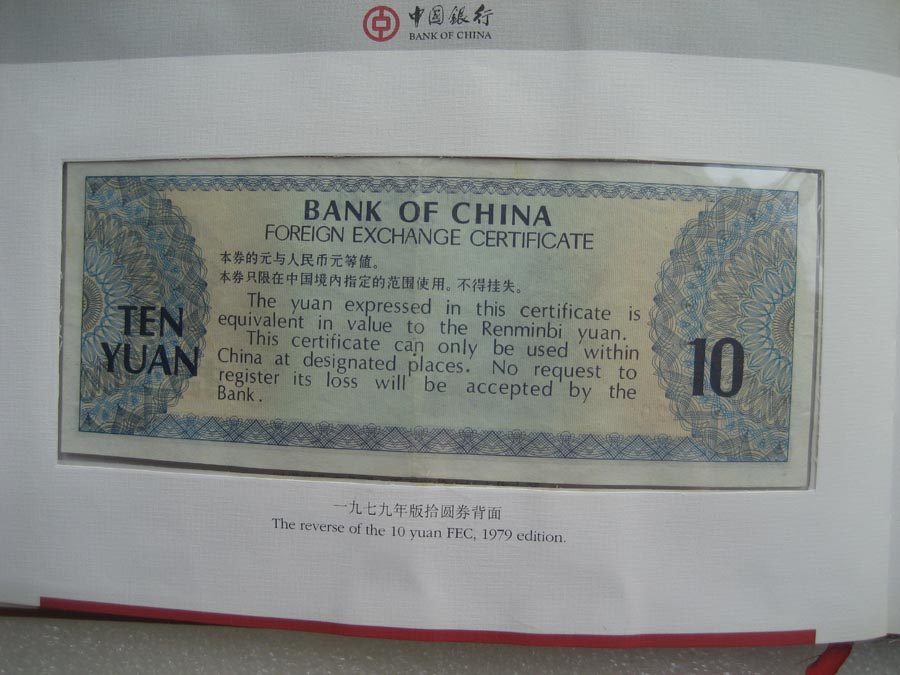 中国銀行
BANK OF CHINA
BANK OF CHINA
FOREIGN EXCHANGE CERTIFICATE
本券的元与人民币元等值。
本券只限在中国境内指定的范围使用。不得挂失。
The yuan expressed in this certificate is
equivalent in value to the Renminbi yuan.
This certificate can only be used within
China at designated places. No request to
register its loss will be accepted by the
Bank.
TEN
YUAN
10
一九七九年版拾圆券背面
The reverse of the 10 yuan FEC, 1979 edition.